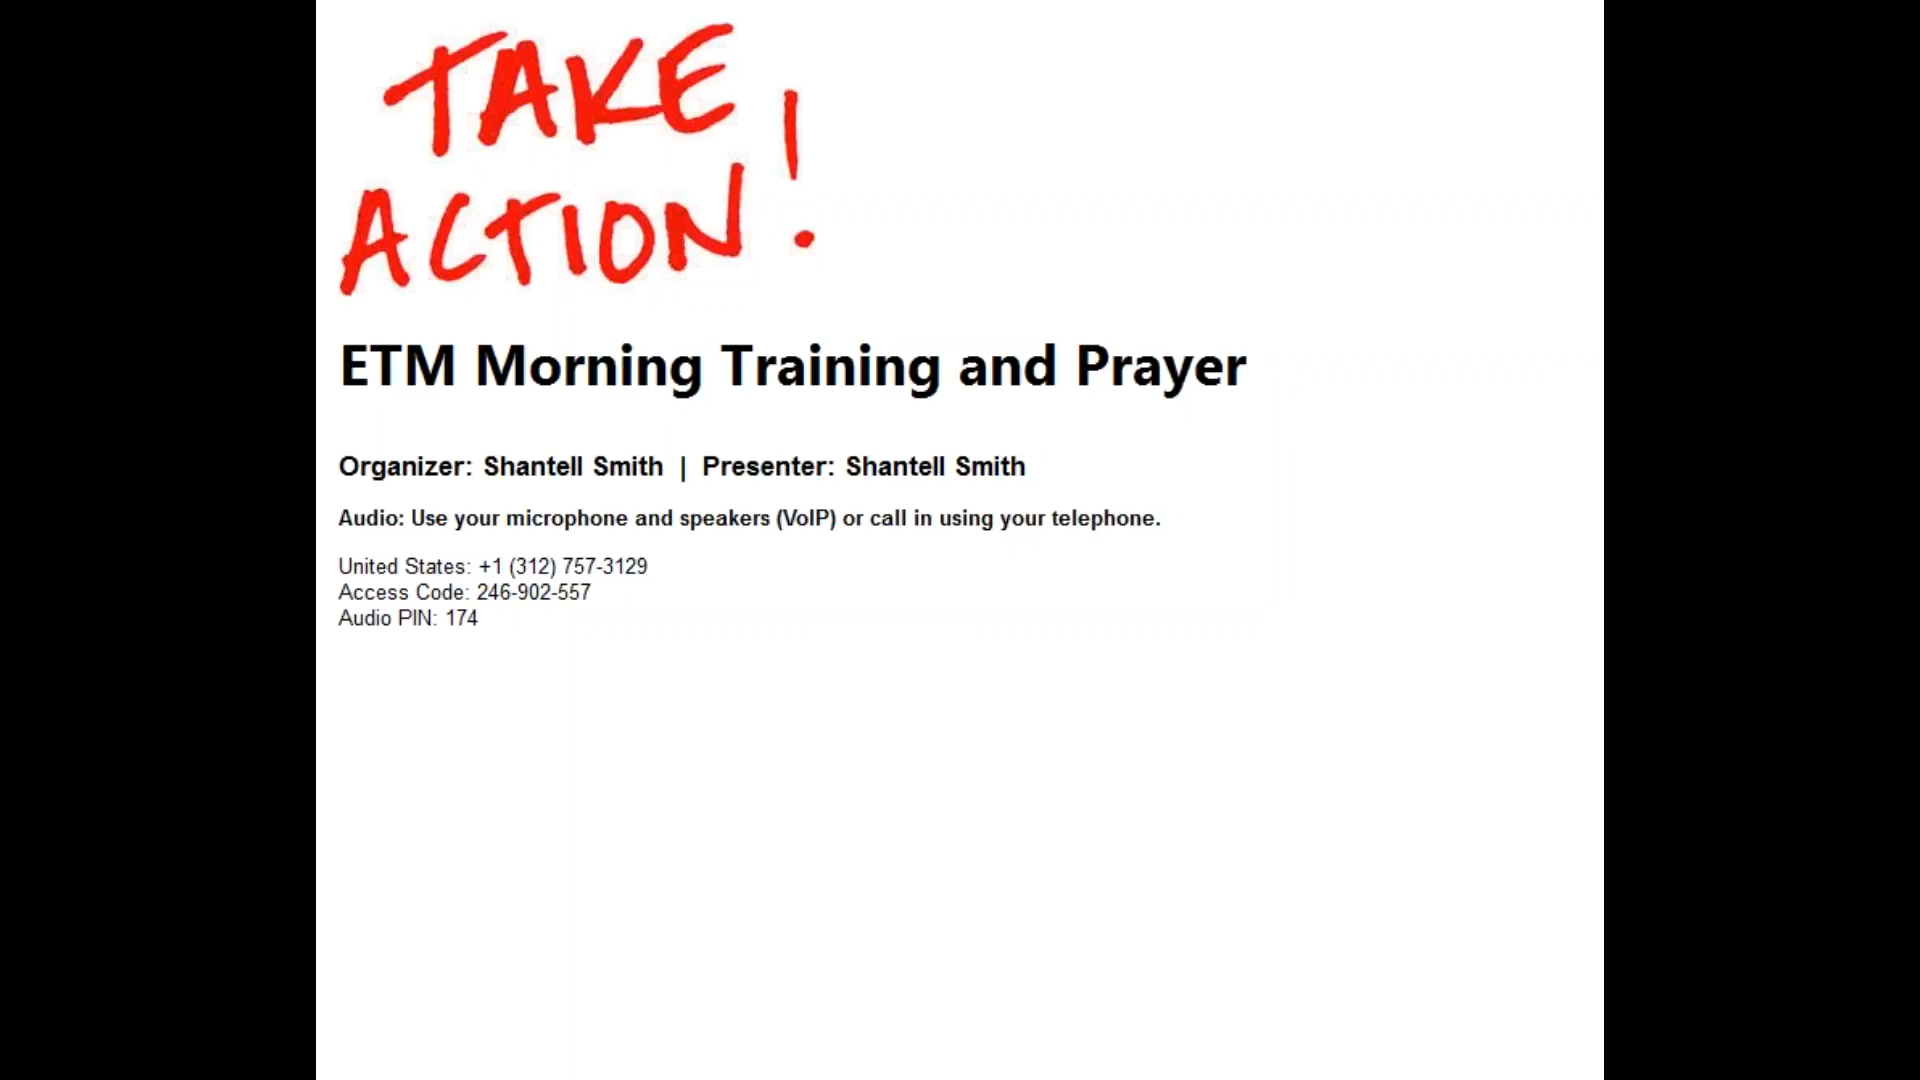 TAKE
ACTION!
ETM Morning Training and Prayer
Organizer: Shantell Smith | Presenter: Shantell Smith
Audio: Use your microphone and speakers (VoIP) or call in using your telephone.
United States: +1 (312) 757-3129
Access Code: 246-902-557
Audio PIN: 174